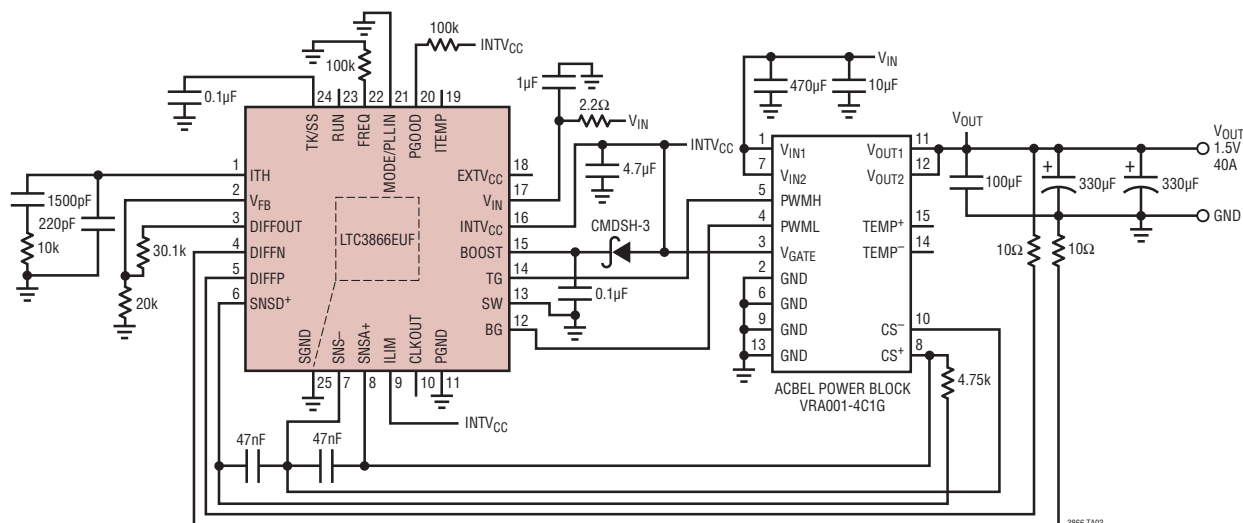 100k
INTVCC
100k
0.1µF
1µF
2.2Ω
VIN
VIN
470µF
10µF
24 23 22 21 20 19
TK/SS
RUN
FREQ
MODE/PLLIN
PGOOD
ITEMP
1 ITH
2 VFB
3 DIFFOUT
4 DIFFN
5 DIFFP
6 SNSD+
1500pF
220pF
10k
30.1k
20k
LTC3866EUF
18 EXTVCC
17 VIN
16 INTVCC
15 BOOST
14 TG
13 SW
12 BG
SGND
SNS–
SNSA+
ILIM
CLKOUT
PGND
25 7 8 9 10 11
INTVCC
47nF
47nF
INTVCC
4.7µF
CMDSH-3
0.1µF
1 VIN1
7 VIN2
5 PWMH
4 PWML
3 VGATE
2 GND
6 GND
9 GND
13 GND
VOUT1 11
VOUT2 12
TEMP+ 15
TEMP– 14
CS– 10
CS+ 8
ACBEL POWER BLOCK
VRA001-4C1G
4.75k
VOUT
100µF
10Ω
10Ω
+
330µF
+
330µF
VOUT
1.5V
40A
GND
3866 TA03